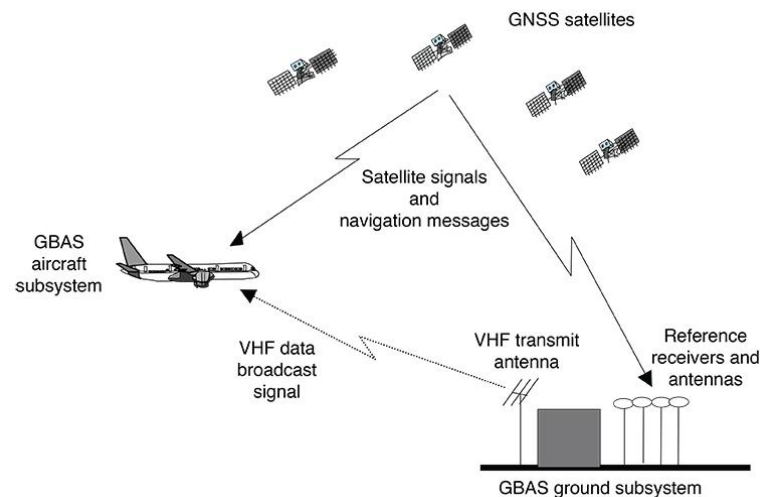 GNSS satellites
Satellite signals
and
navigation messages
GBAS
aircraft
subsystem
VHF data
broadcast
signal
VHF transmit
antenna
Reference
receivers and
antennas
GBAS ground subsystem